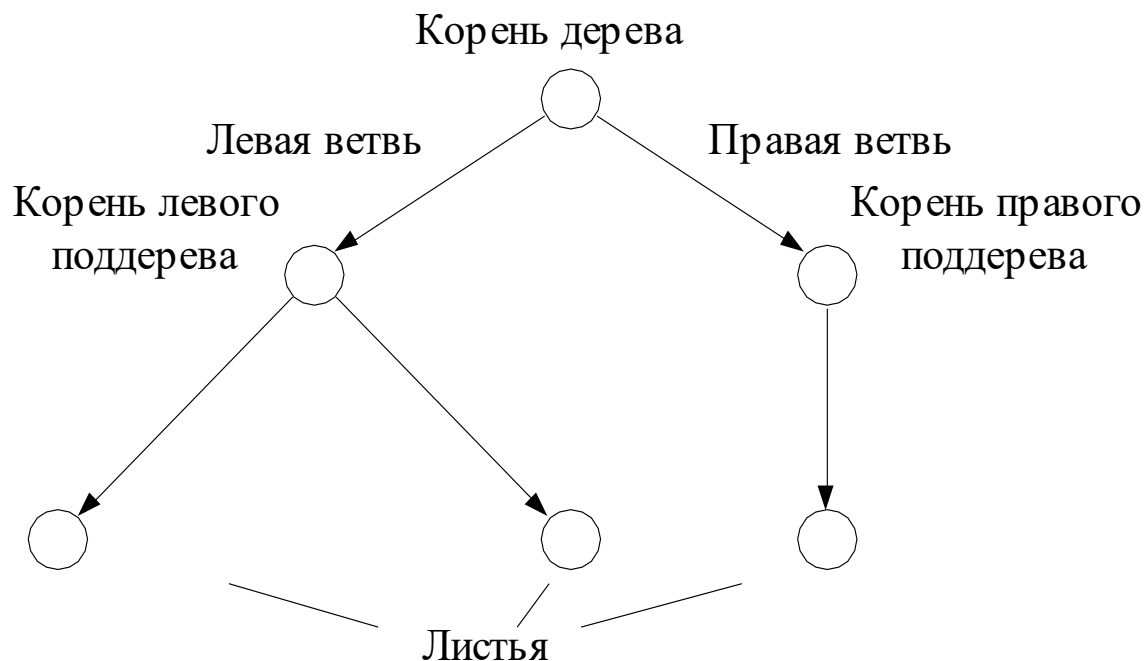 Корень дерева
Левая ветвь
Правая ветвь
Корень левого
поддерева
Корень правого
поддерева
Листья